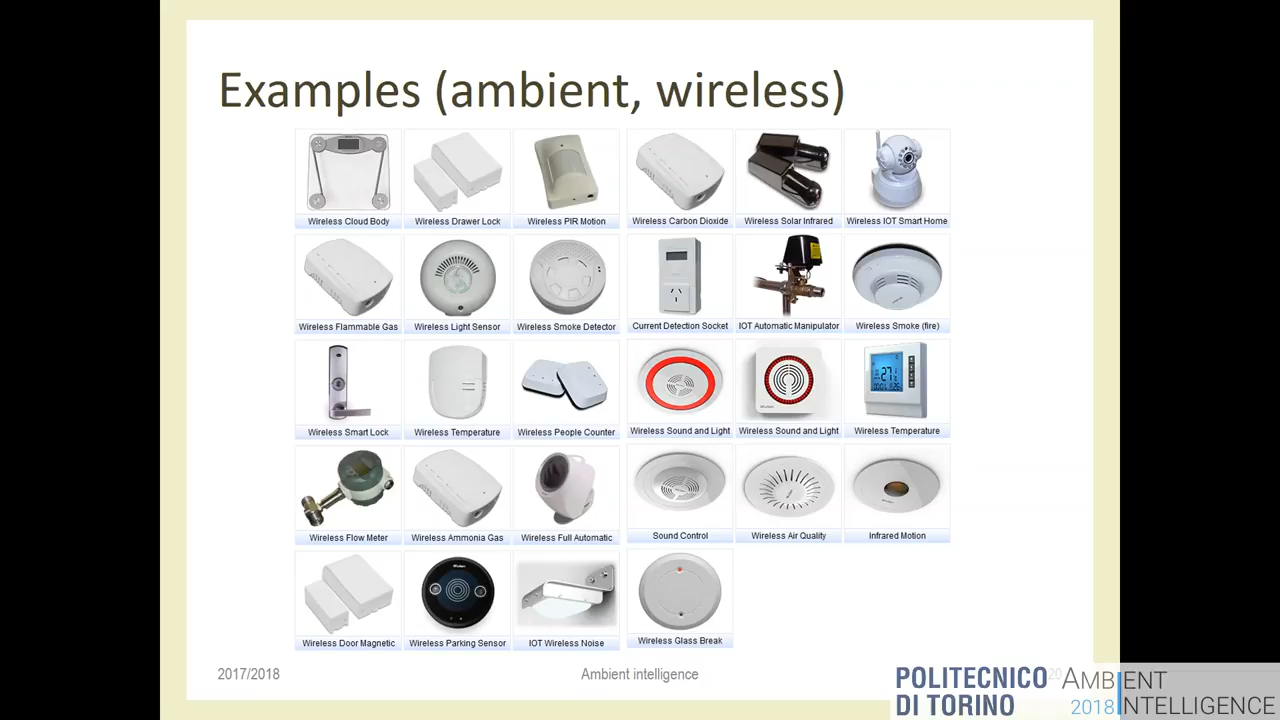 Examples (ambient, wireless)
Wireless Cloud Body
Wireless Drawer Lock
Wireless PIR Motion
Wireless Carbon Dioxide
Wireless Solar Infrared
Wireless IOT Smart Home
Wireless Flammable Gas
Wireless Light Sensor
Wireless Smoke Detector
Current Detection Socket
IOT Automatic Manipulator
Wireless Smoke (fire)
Wireless Smart Lock
Wireless Temperature
Wireless People Counter
Wireless Sound and Light
Wireless Sound and Light
Wireless Temperature
Wireless Flow Meter
Wireless Ammonia Gas
Wireless Full Automatic
Sound Control
Wireless Air Quality
Infrared Motion
Wireless Door Magnetic
Wireless Parking Sensor
IOT Wireless Noise
Wireless Glass Break
2017/2018
Ambient intelligence
20
POLITECNICO
DI TORINO
AMBIENT
2018 INTELLIGENCE